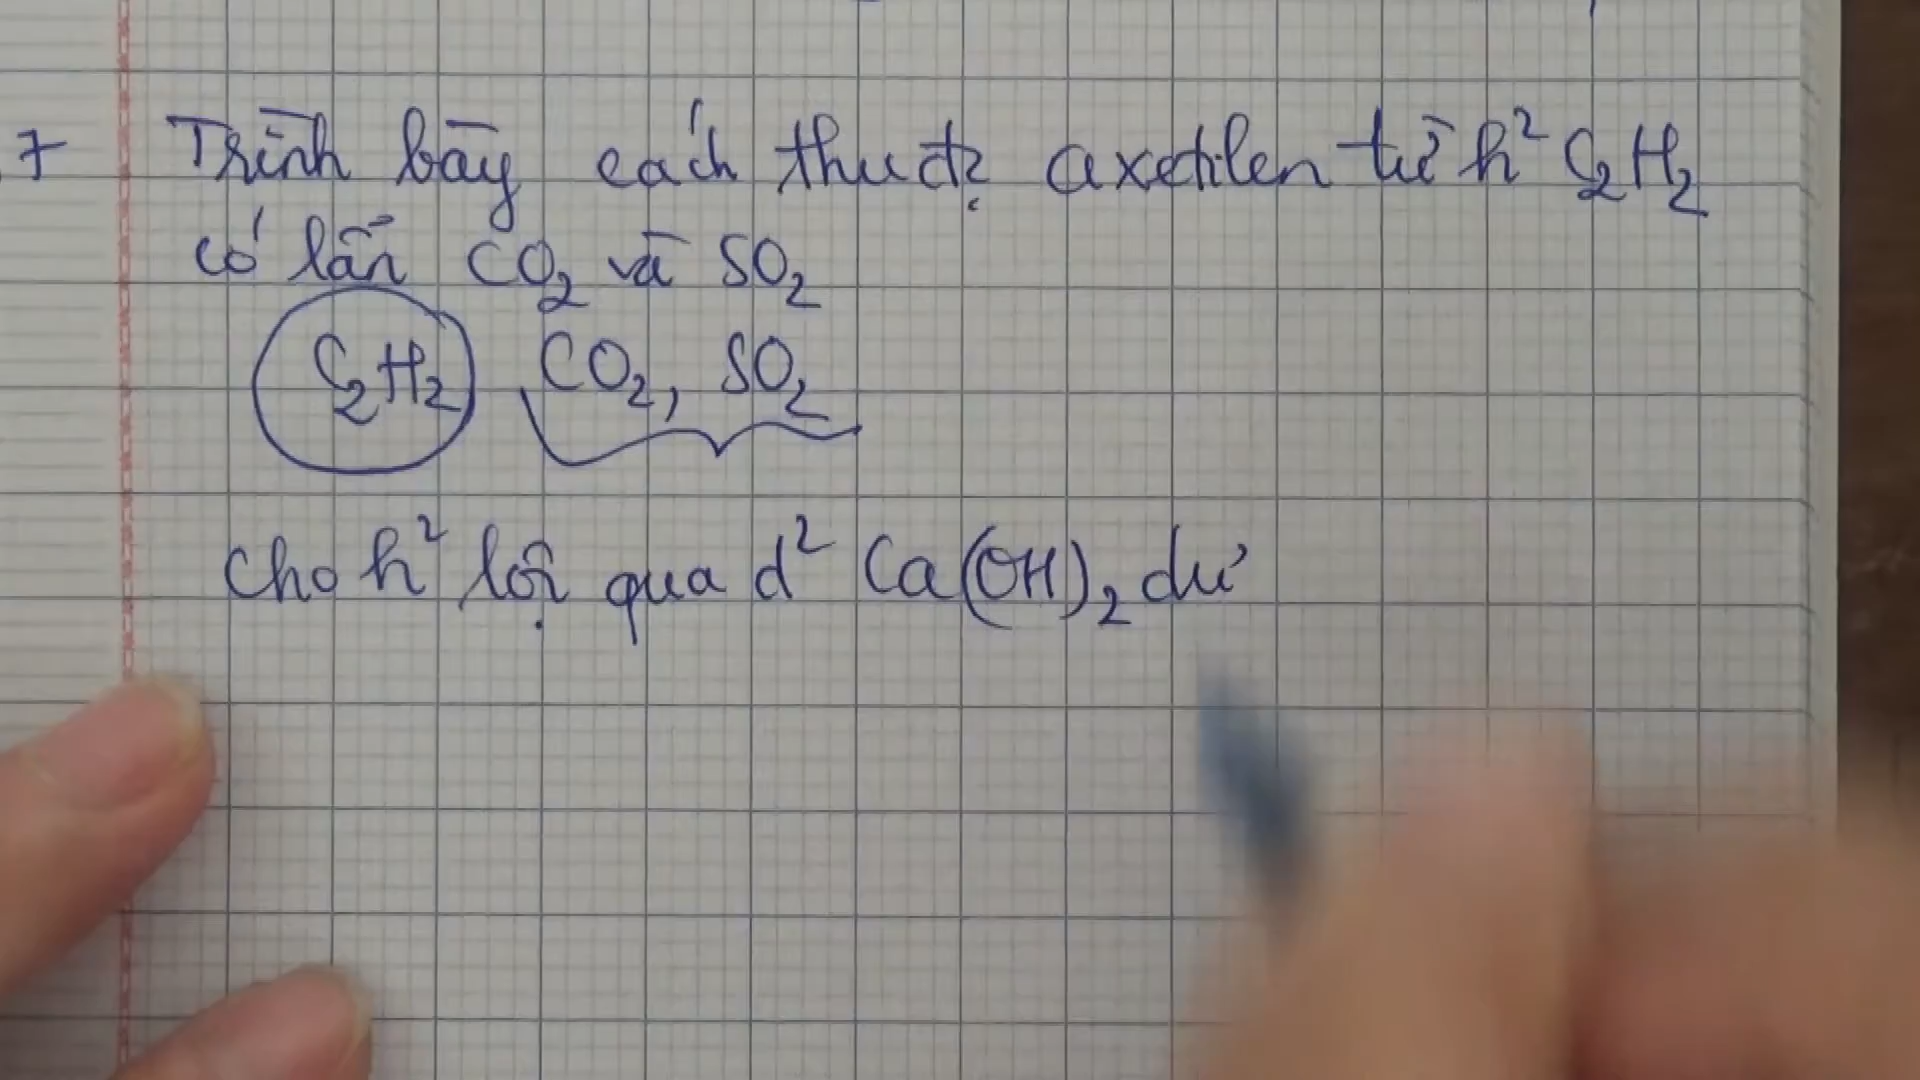 7 Trình bày cách thu đc axetilen từ h² C₂H₂
có lẫn CO₂ và SO₂
C₂H₂ CO₂, SO₂
Cho h² lội qua d² Ca(OH)₂ dư